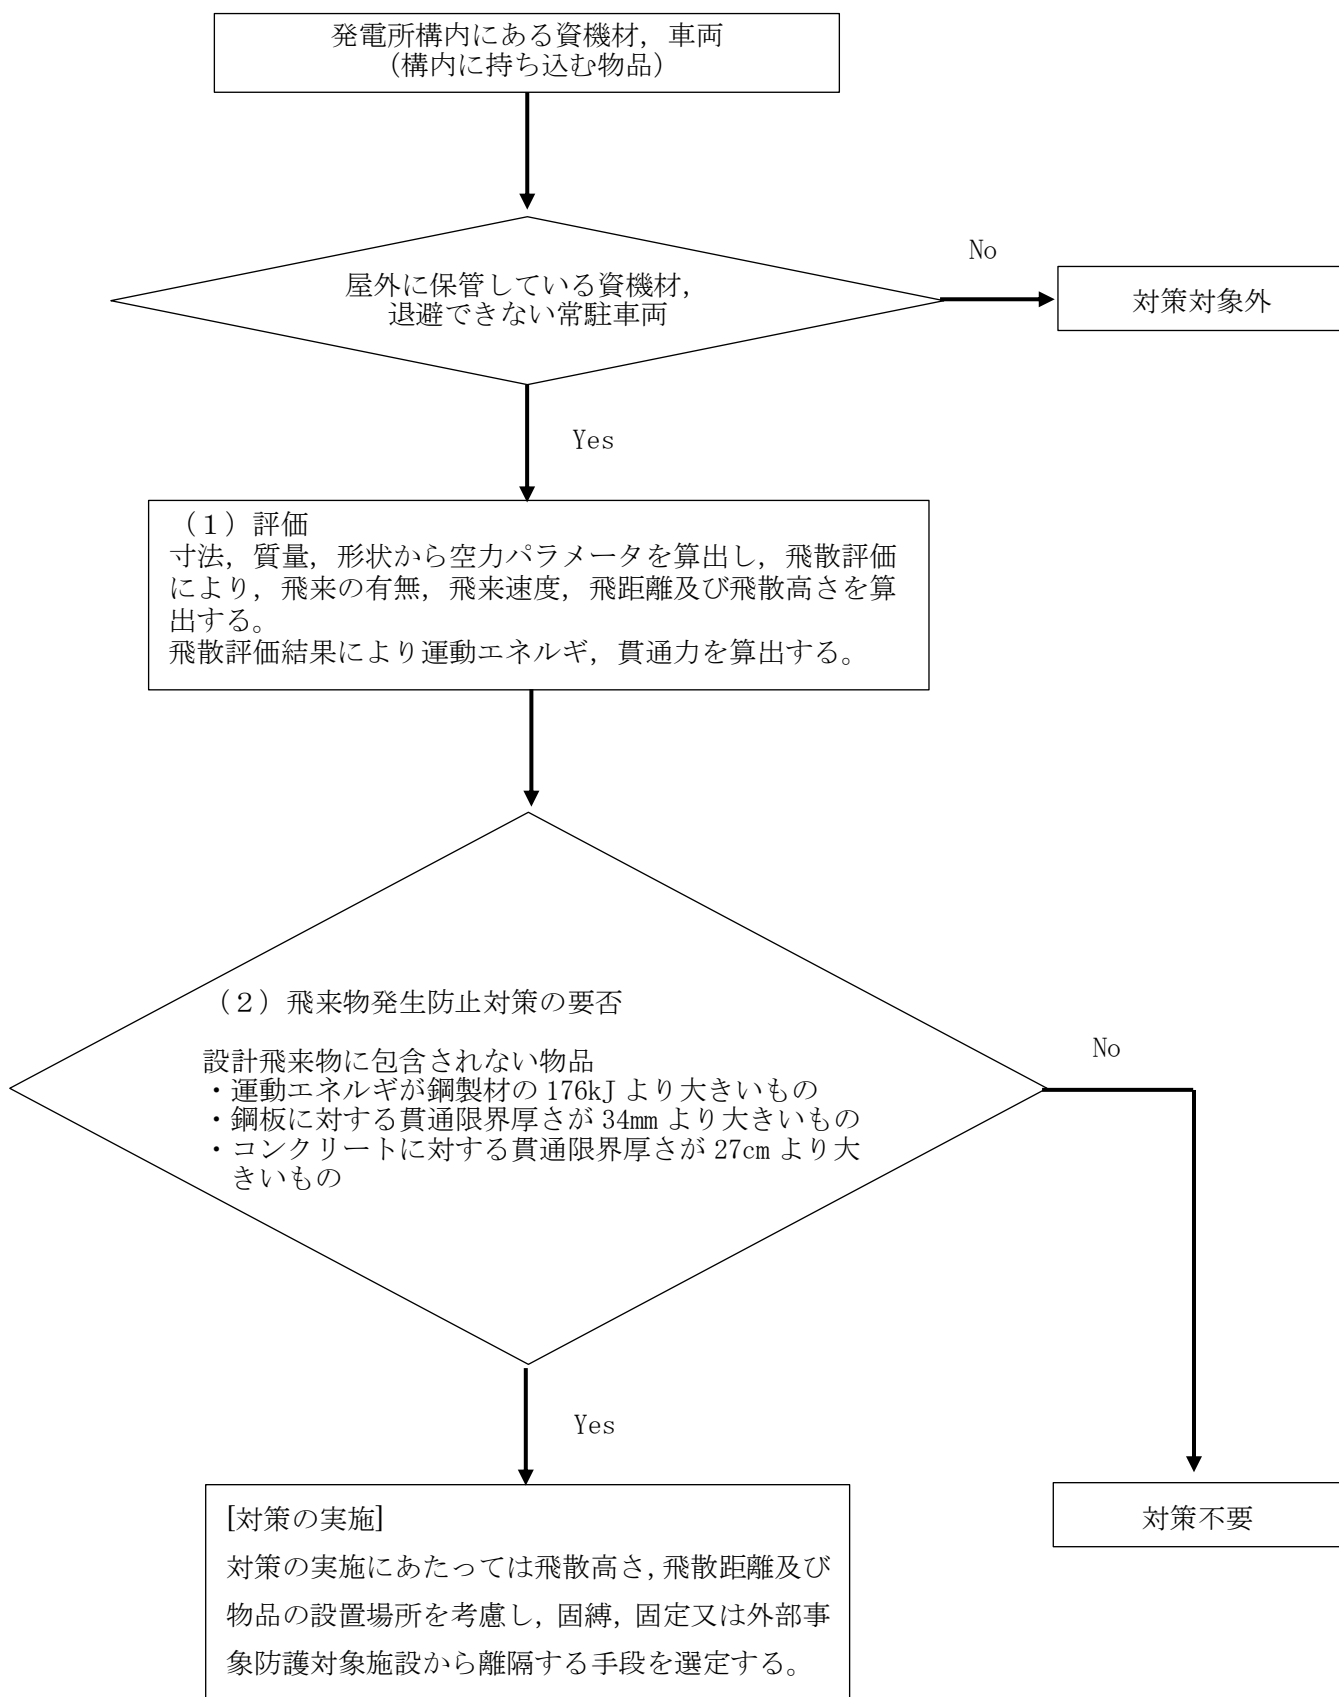 発電所構内にある資機材，車両
（構内に持ち込む物品）
No
屋外に保管している資機材，
退避できない常駐車両
対策対象外
Yes
（１）評価
寸法，質量，形状から空力パラメータを算出し，飛散評価
により，飛来の有無，飛来速度，飛距離及び飛散高さを算
出する。
飛散評価結果により運動エネルギ，貫通力を算出する。
（２）飛来物発生防止対策の要否
設計飛来物に包含されない物品
・運動エネルギが鋼製材の 176kJ より大きいもの
・鋼板に対する貫通限界厚さが 34mm より大きいもの
・コンクリートに対する貫通限界厚さが 27cm より大
きいもの
No
Yes
[対策の実施]
対策の実施にあたっては飛散高さ，飛散距離及び
物品の設置場所を考慮し，固縛，固定又は外部事
象防護対象施設から離隔する手段を選定する。
対策不要